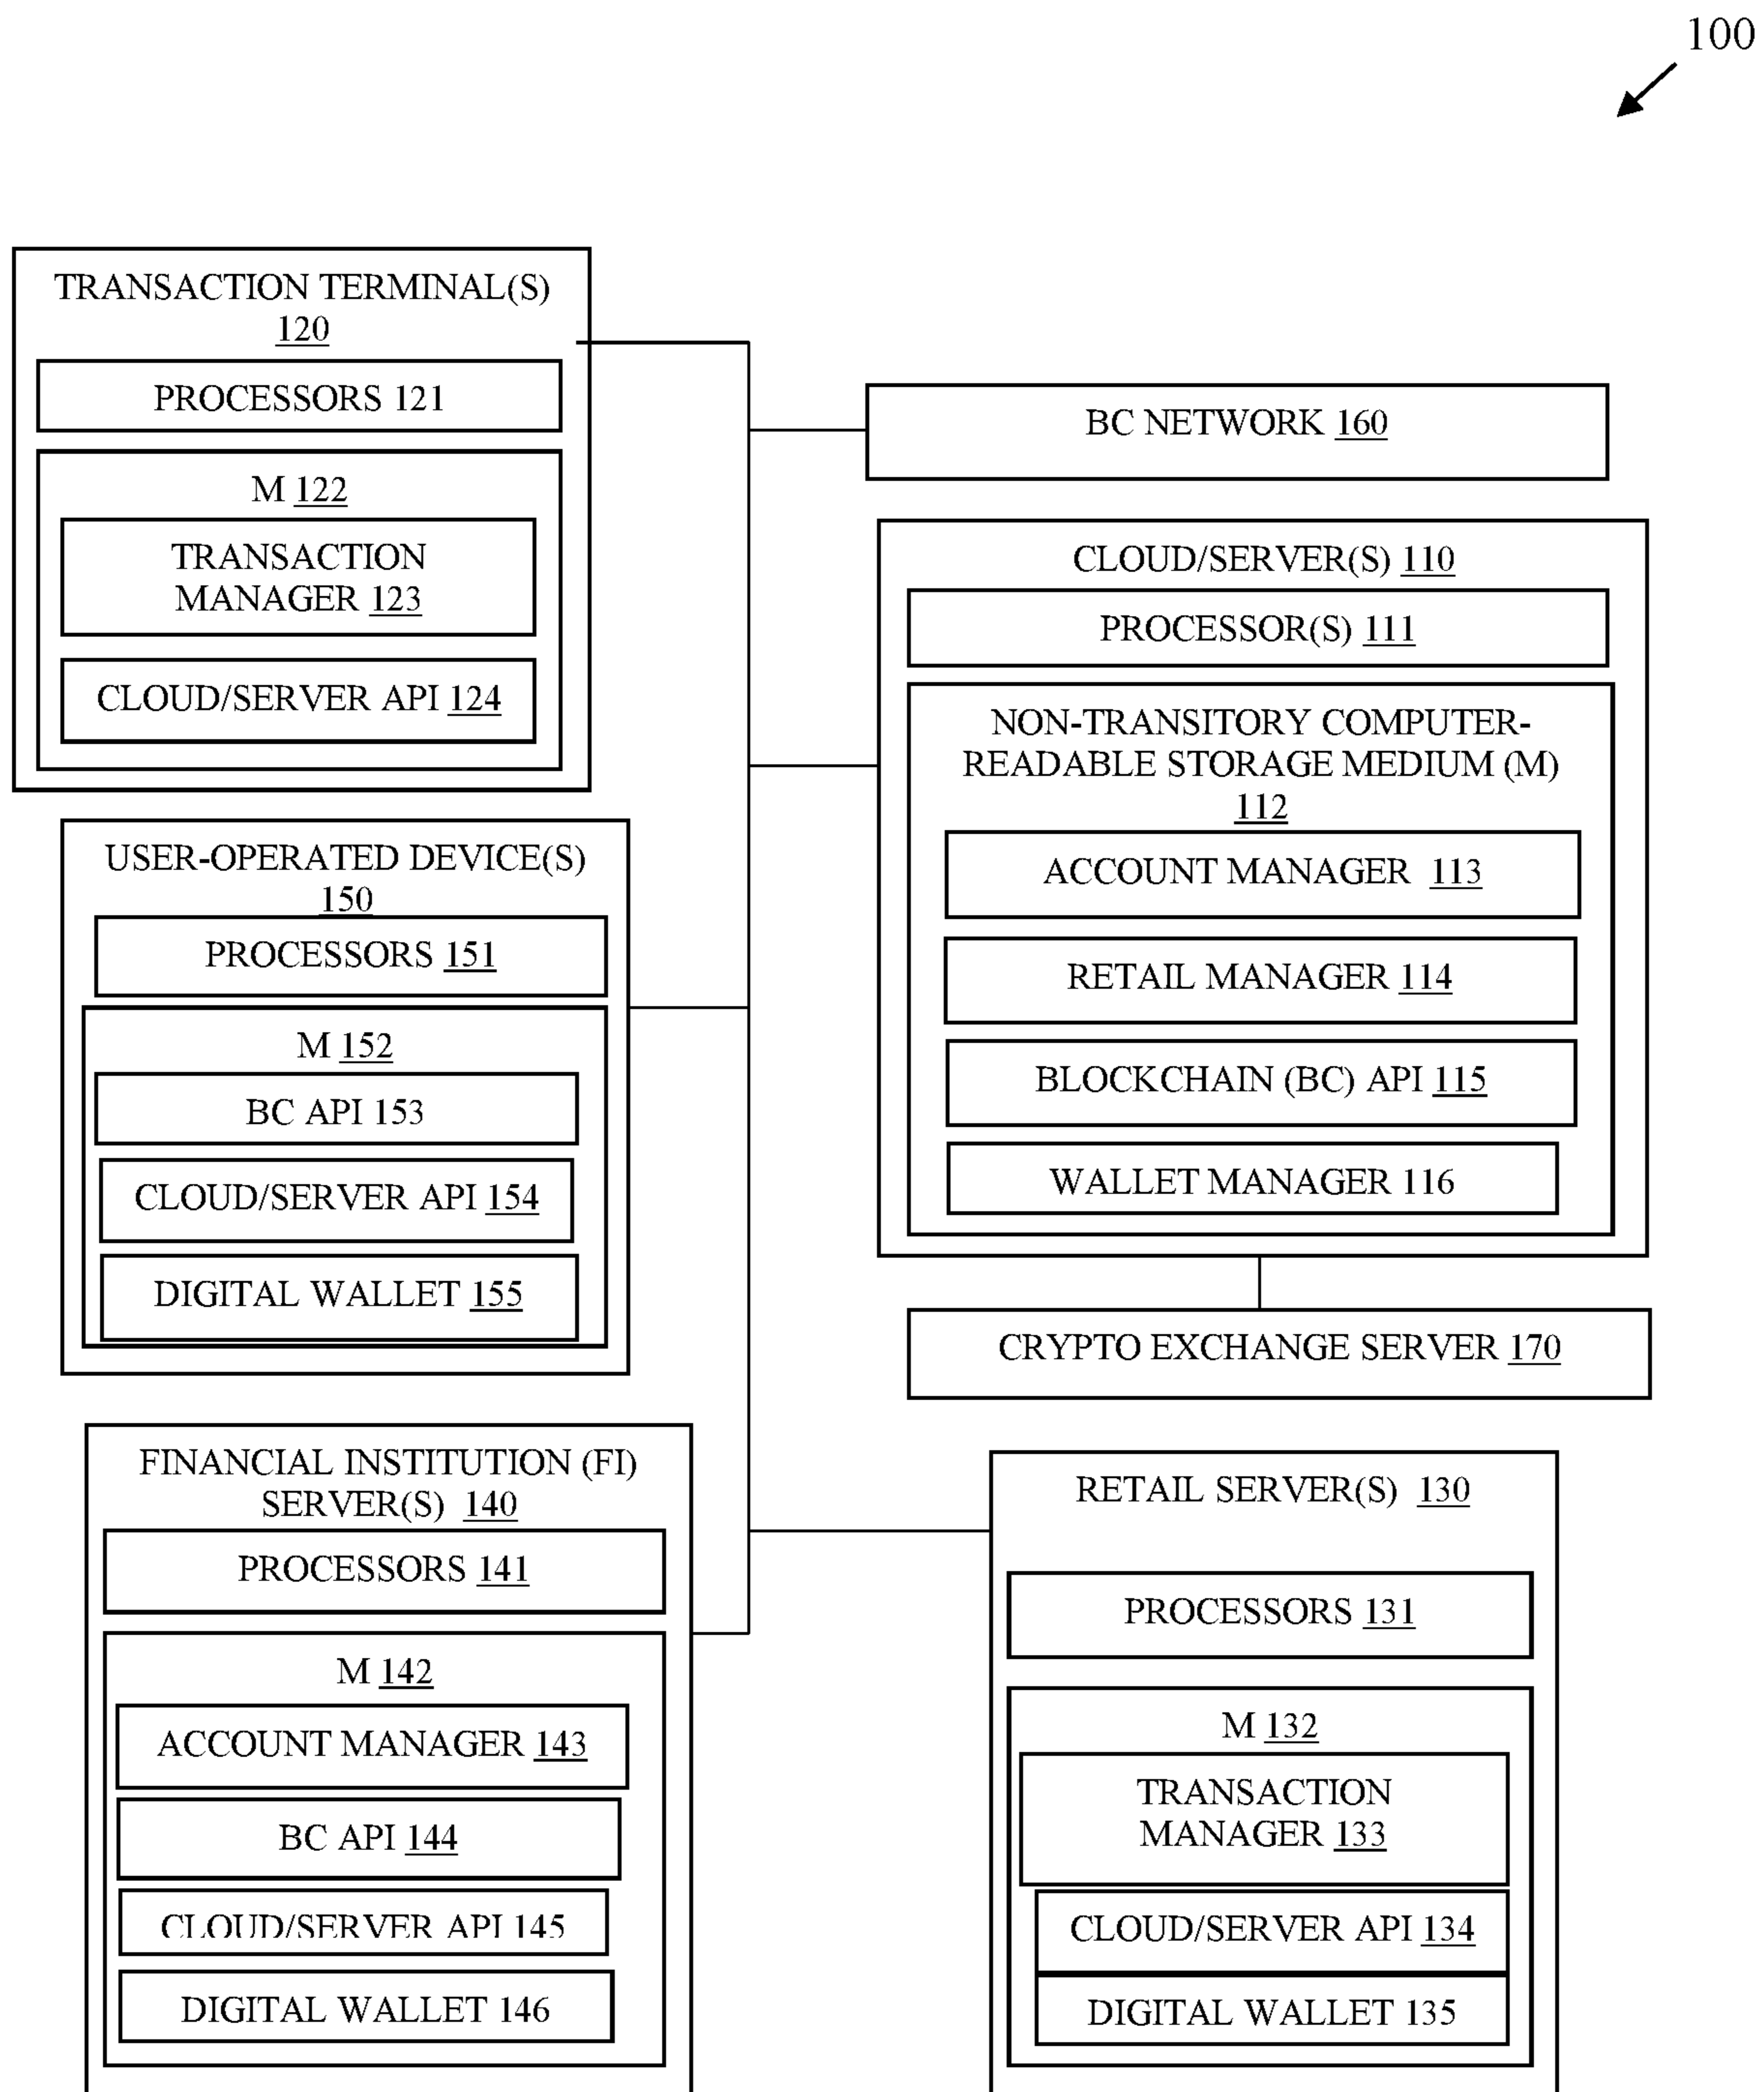 100
TRANSACTION TERMINAL(S)
120
PROCESSORS 121
M 122
TRANSACTION
MANAGER 123
CLOUD/SERVER API 124
USER-OPERATED DEVICE(S)
150
PROCESSORS 151
M 152
BC API 153
CLOUD/SERVER API 154
DIGITAL WALLET 155
FINANCIAL INSTITUTION (FI)
SERVER(S) 140
PROCESSORS 141
M 142
ACCOUNT MANAGER 143
BC API 144
CLOUD/SERVER API 145
DIGITAL WALLET 146
BC NETWORK 160
CLOUD/SERVER(S) 110
PROCESSOR(S) 111
NON-TRANSITORY COMPUTER-
READABLE STORAGE MEDIUM (M)
112
ACCOUNT MANAGER 113
RETAIL MANAGER 114
BLOCKCHAIN (BC) API 115
WALLET MANAGER 116
CRYPTO EXCHANGE SERVER 170
RETAIL SERVER(S) 130
PROCESSORS 131
M 132
TRANSACTION
MANAGER 133
CLOUD/SERVER API 134
DIGITAL WALLET 135